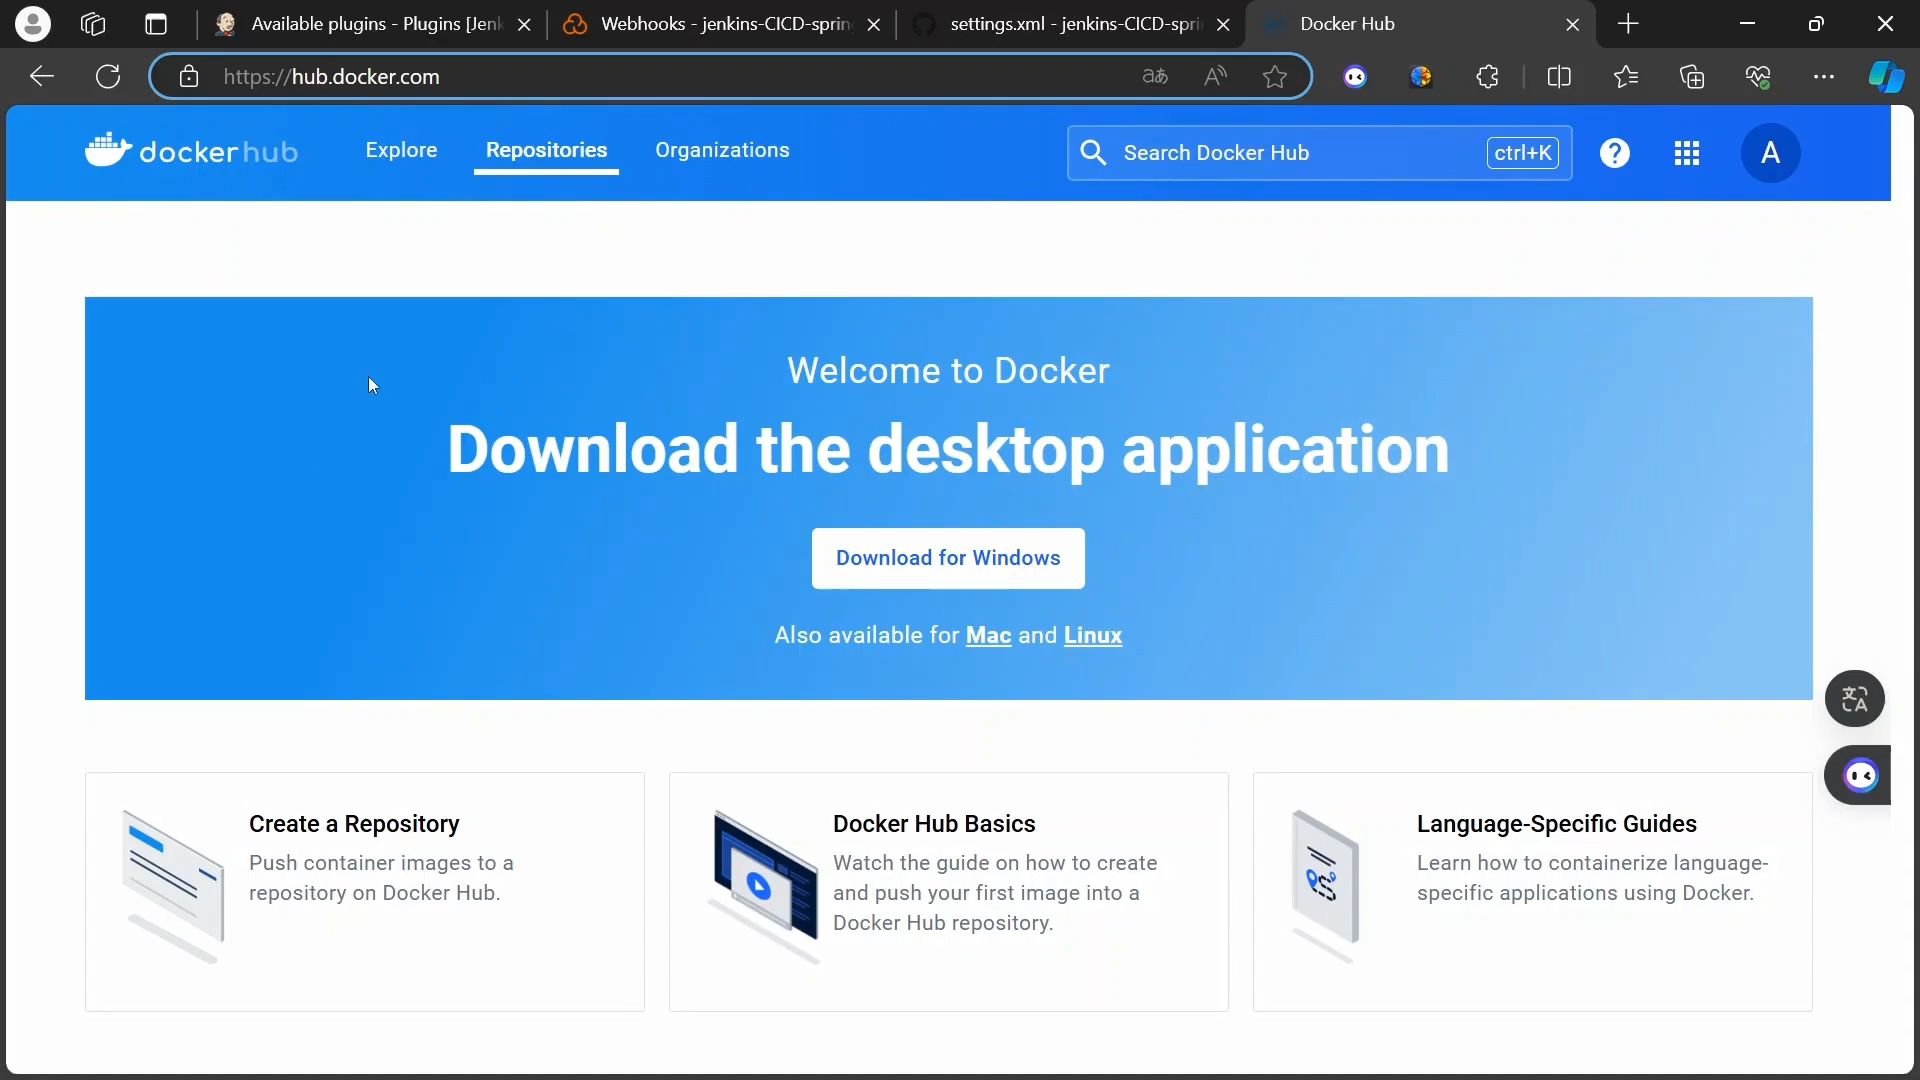 Available plugins - Plugins [Jenk
Webhooks - jenkins-CICD-sprin
settings.xml - jenkins-CICD-spri
Docker Hub
https://hub.docker.com
dockerhub
Explore
Repositories
Organizations
Search Docker Hub
ctrl+K
?
A
Welcome to Docker
Download the desktop application
Download for Windows
Also available for Mac and Linux
Create a Repository
Push container images to a
repository on Docker Hub.
Docker Hub Basics
Watch the guide on how to create
and push your first image into a
Docker Hub repository.
Language-Specific Guides
Learn how to containerize language-
specific applications using Docker.